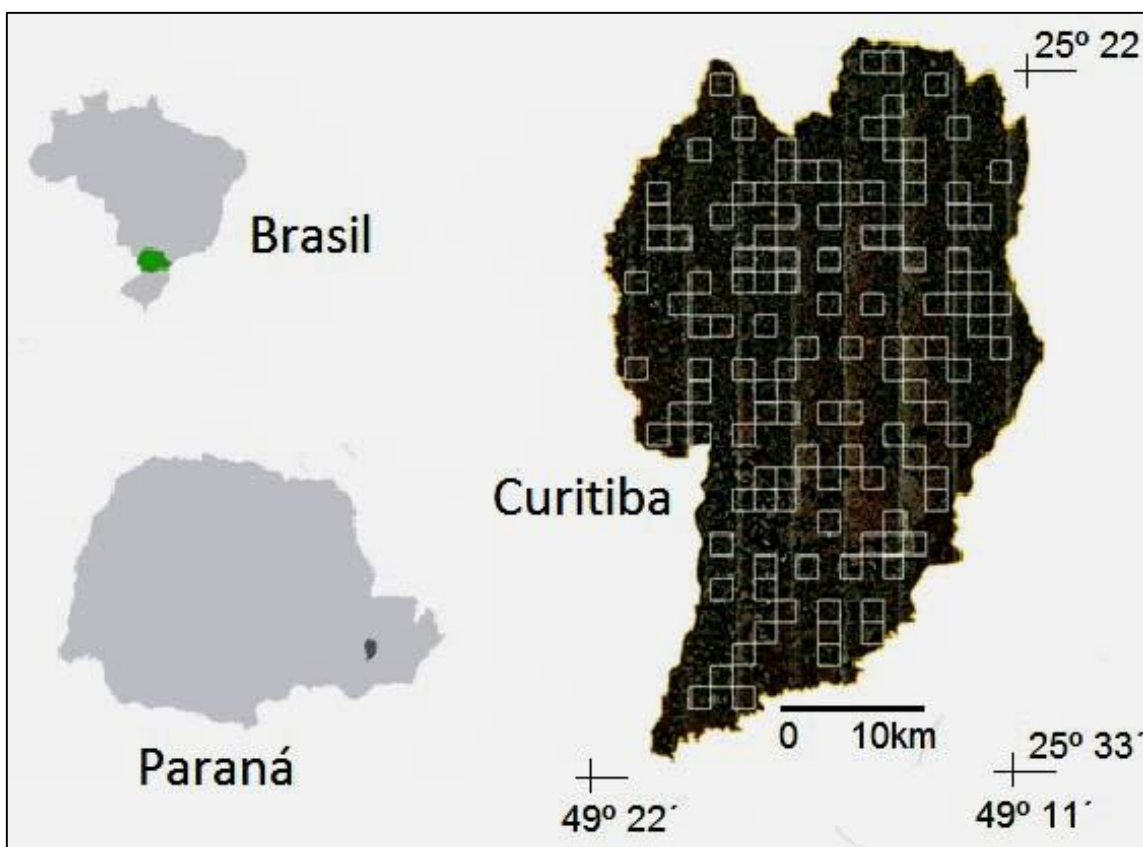 25º 22
Brasil
Curitiba
Paraná
0 10km
25º 33´
49º 22´
49º 11´